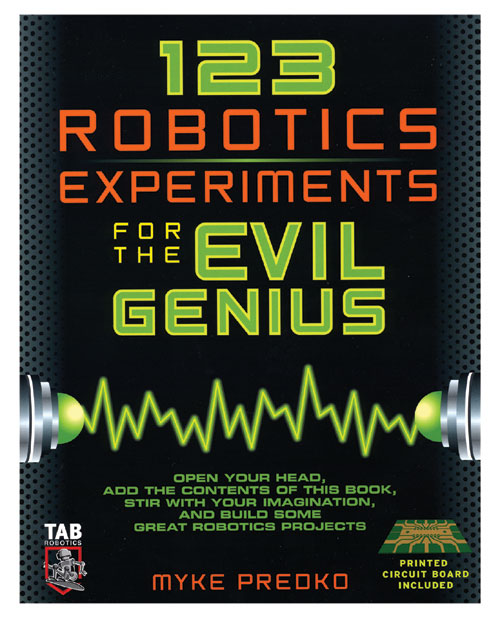 123
ROBOTICS
EXPERIMENTS
FOR
THE
EVIL
GENIUS
OPEN YOUR HEAD,
ADD THE CONTENTS OF THIS BOOK,
STIR WITH YOUR IMAGINATION,
AND BUILD SOME
GREAT ROBOTICS PROJECTS
TAB
ROBOTICS
MYKE PREDKO
PRINTED
CIRCUIT BOARD
INCLUDED